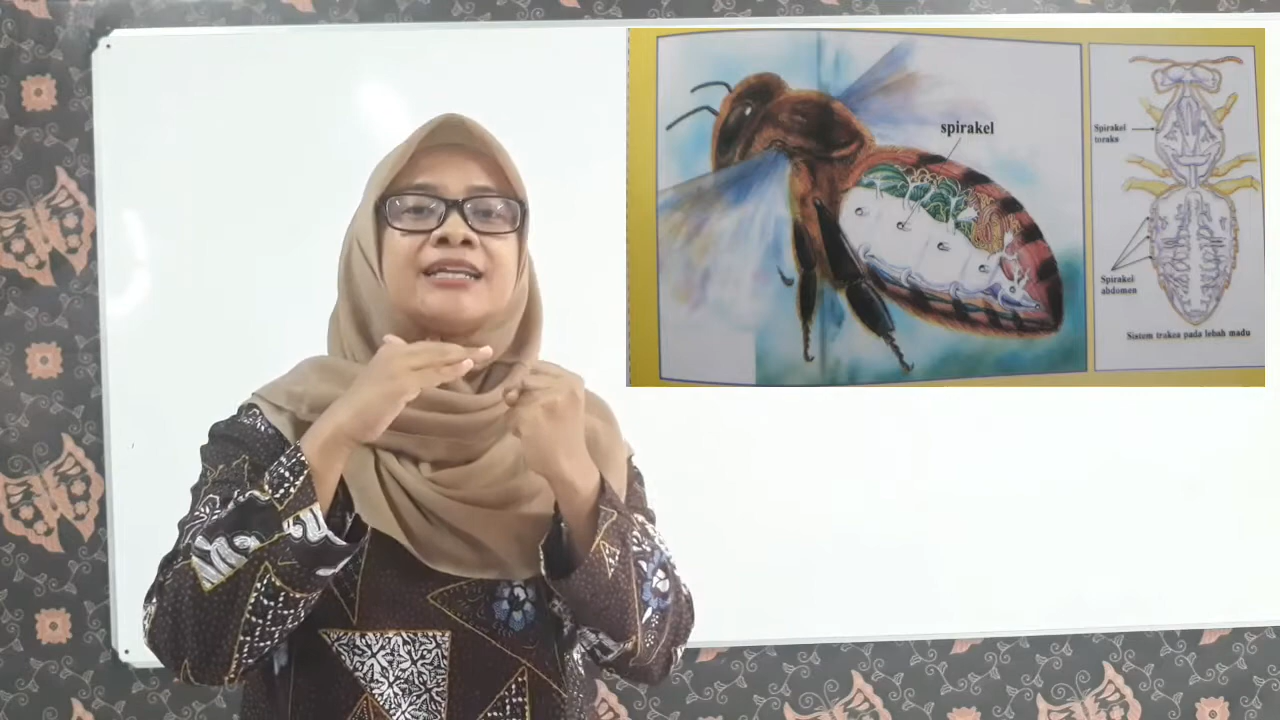 spirakel
Spirakel
toraks
Spirakel
abdomen
Sistem trakea pada lebah madu